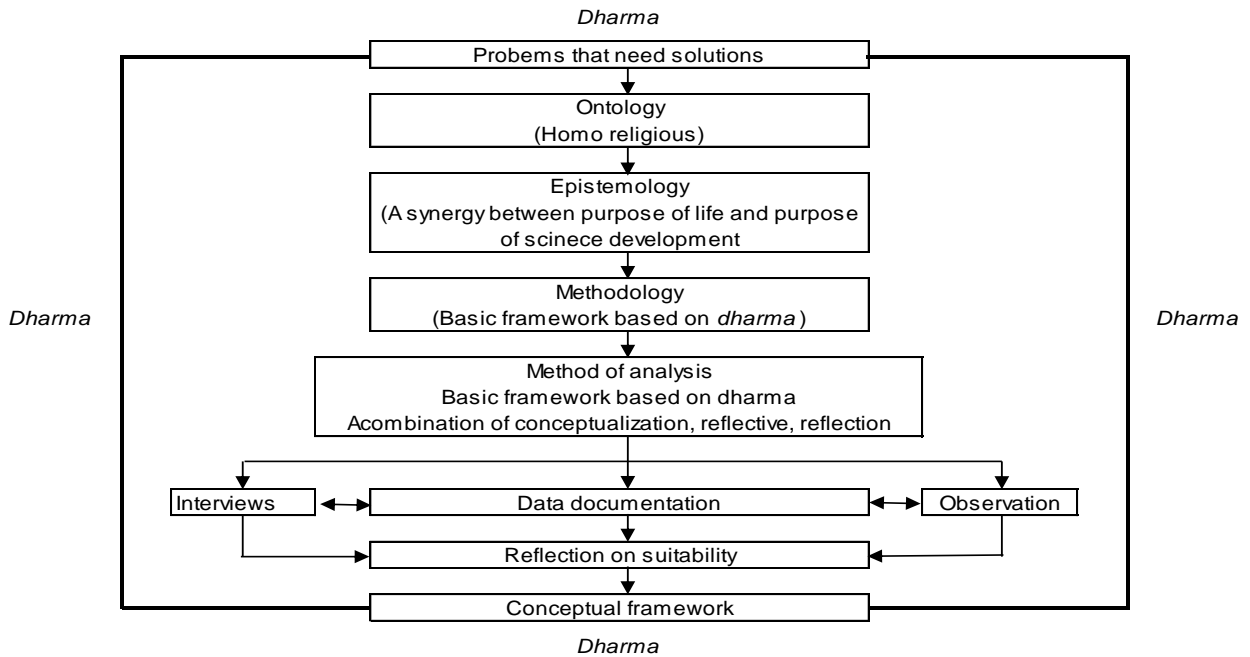 Dharma
Probems that need solutions
Ontology
(Homo religious)
Epistemology
(A synergy between purpose of life and purpose
of scinece development
Methodology
Dharma
(Basic framework based on dharma)
Dharma
Method of analysis
Basic framework based on dharma
Acombination of conceptualization, reflective, reflection
Interviews
Data documentation
Observation
Reflection on suitability
Conceptual framework
Dharma